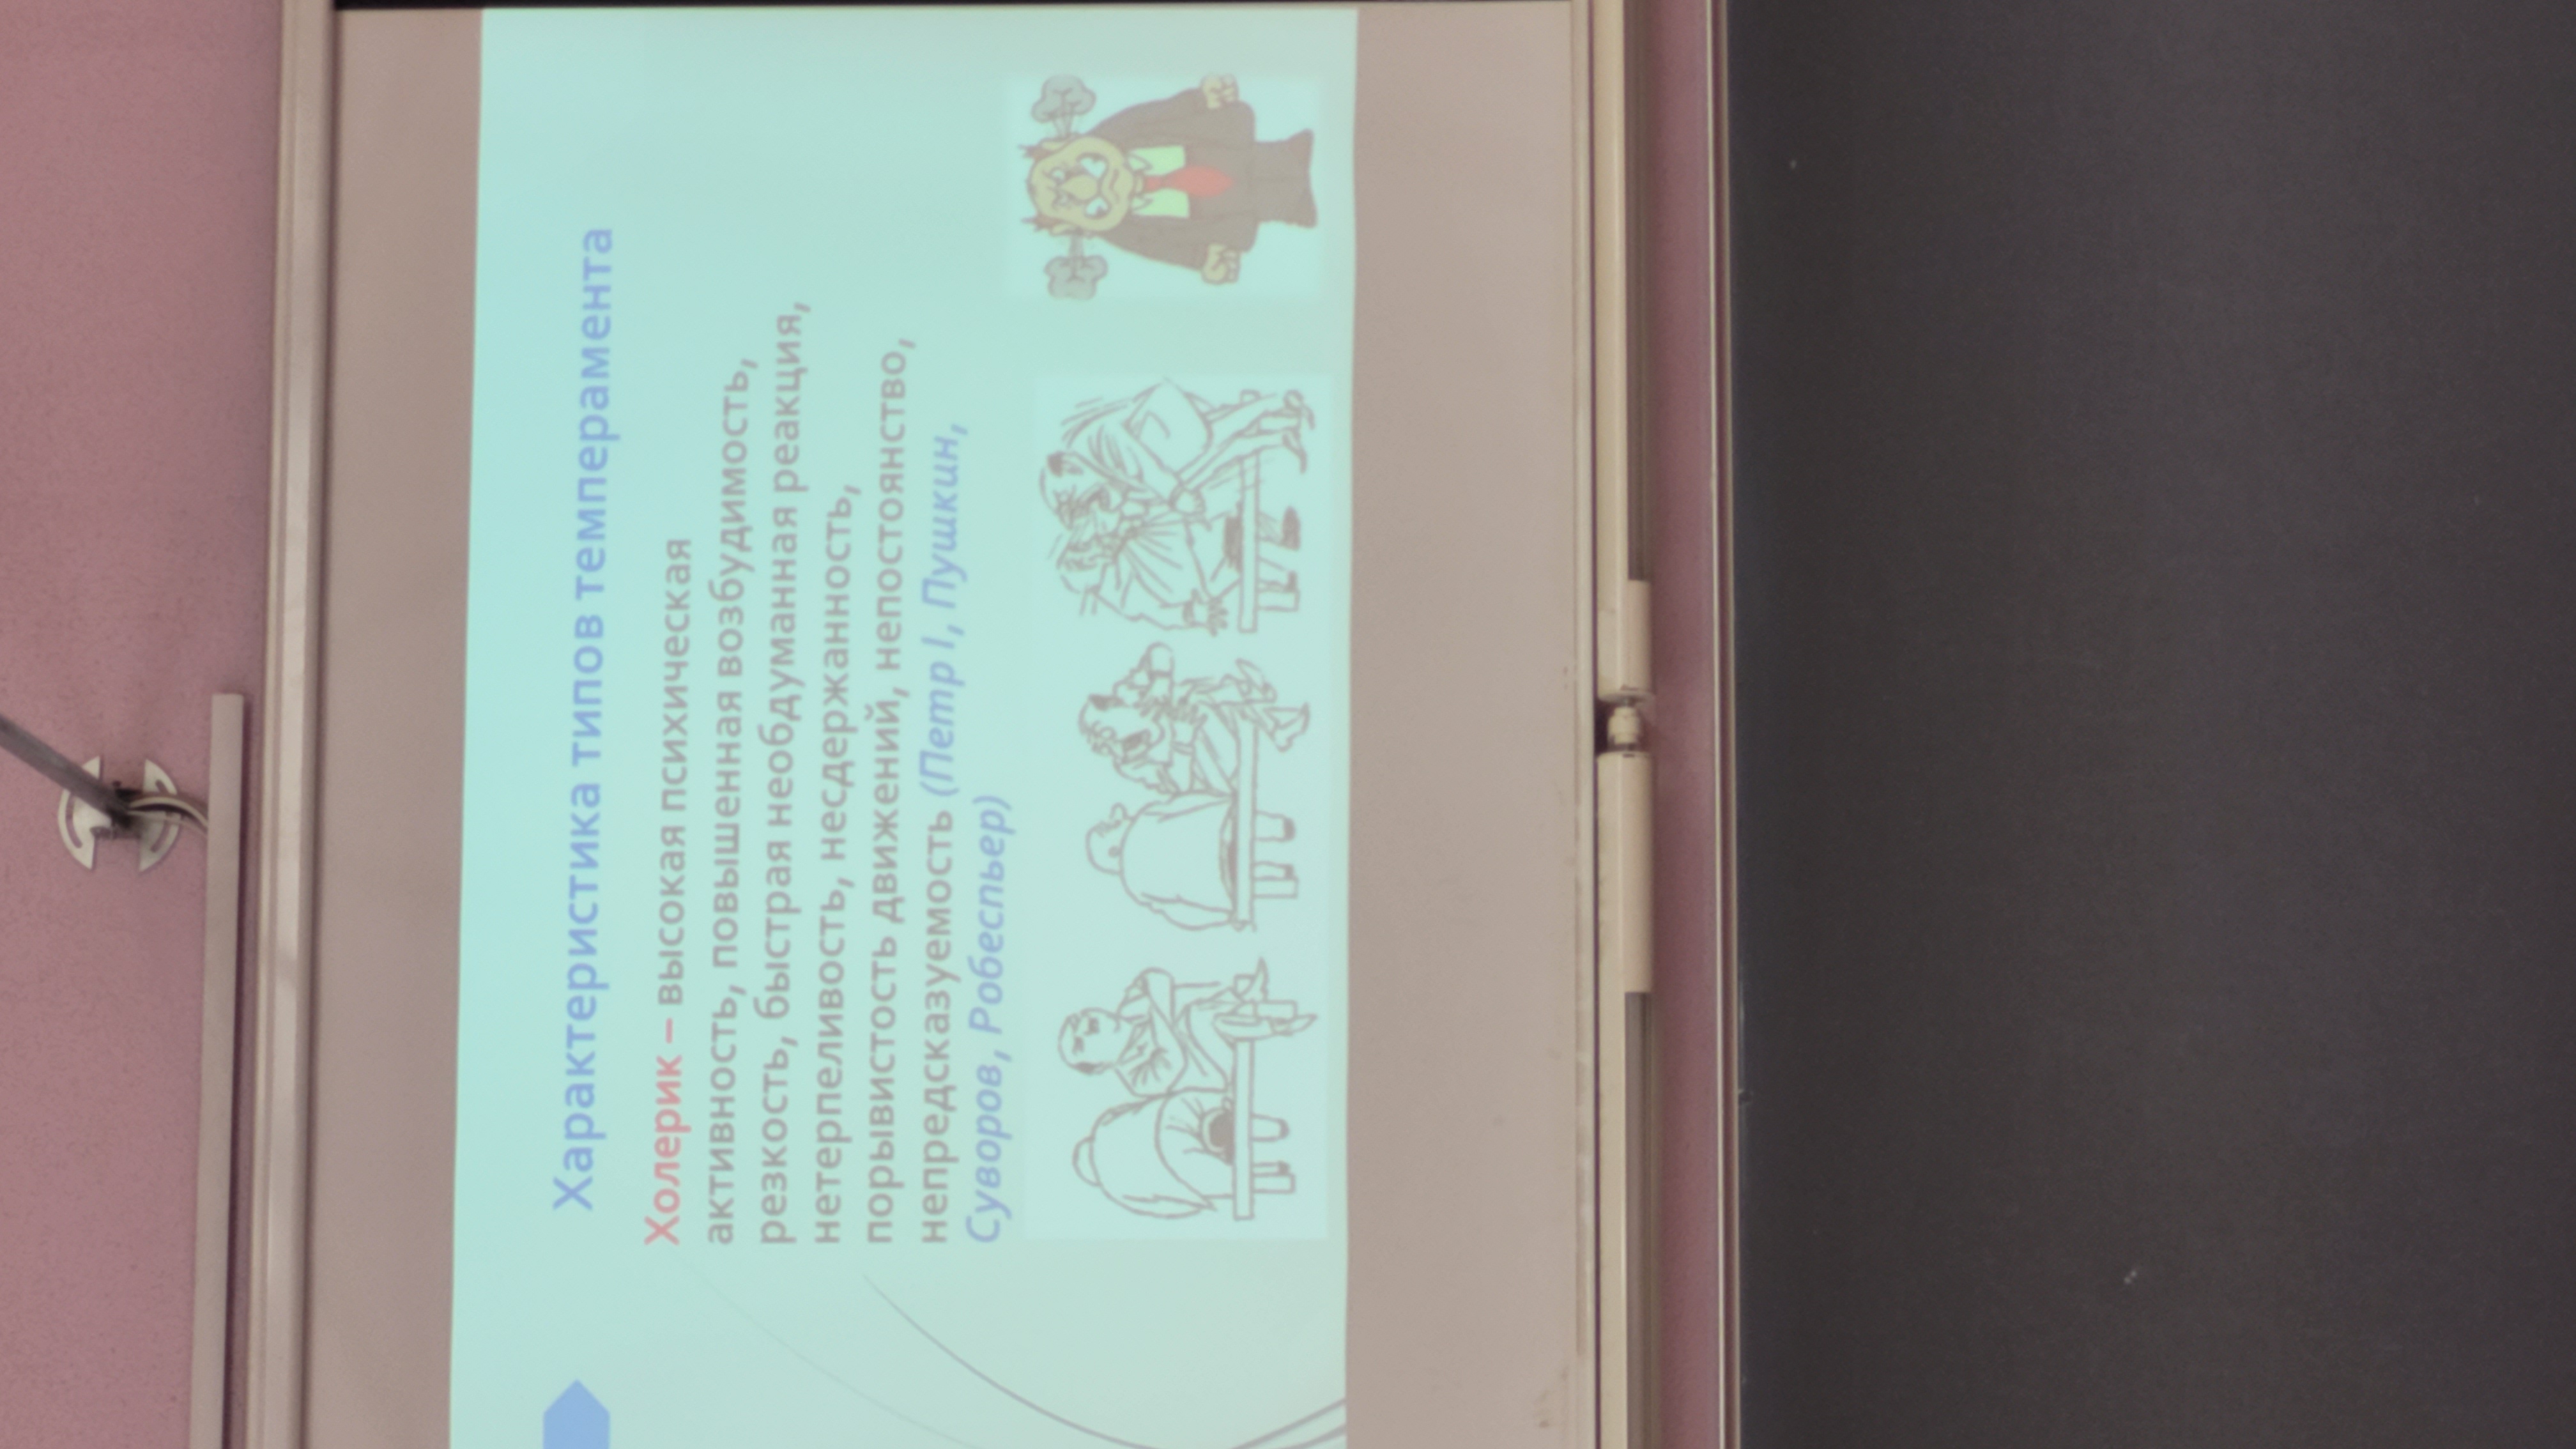 Характеристика типов темперамента
Холерик – высокая психическая
активность, повышенная возбудимость,
резкость, быстрая необдуманная реакция,
нетерпеливость, несдержанность,
порывистость движений, непостоянство,
непредсказуемость (Петр I, Пушкин,
Суворов, Робеспьер)